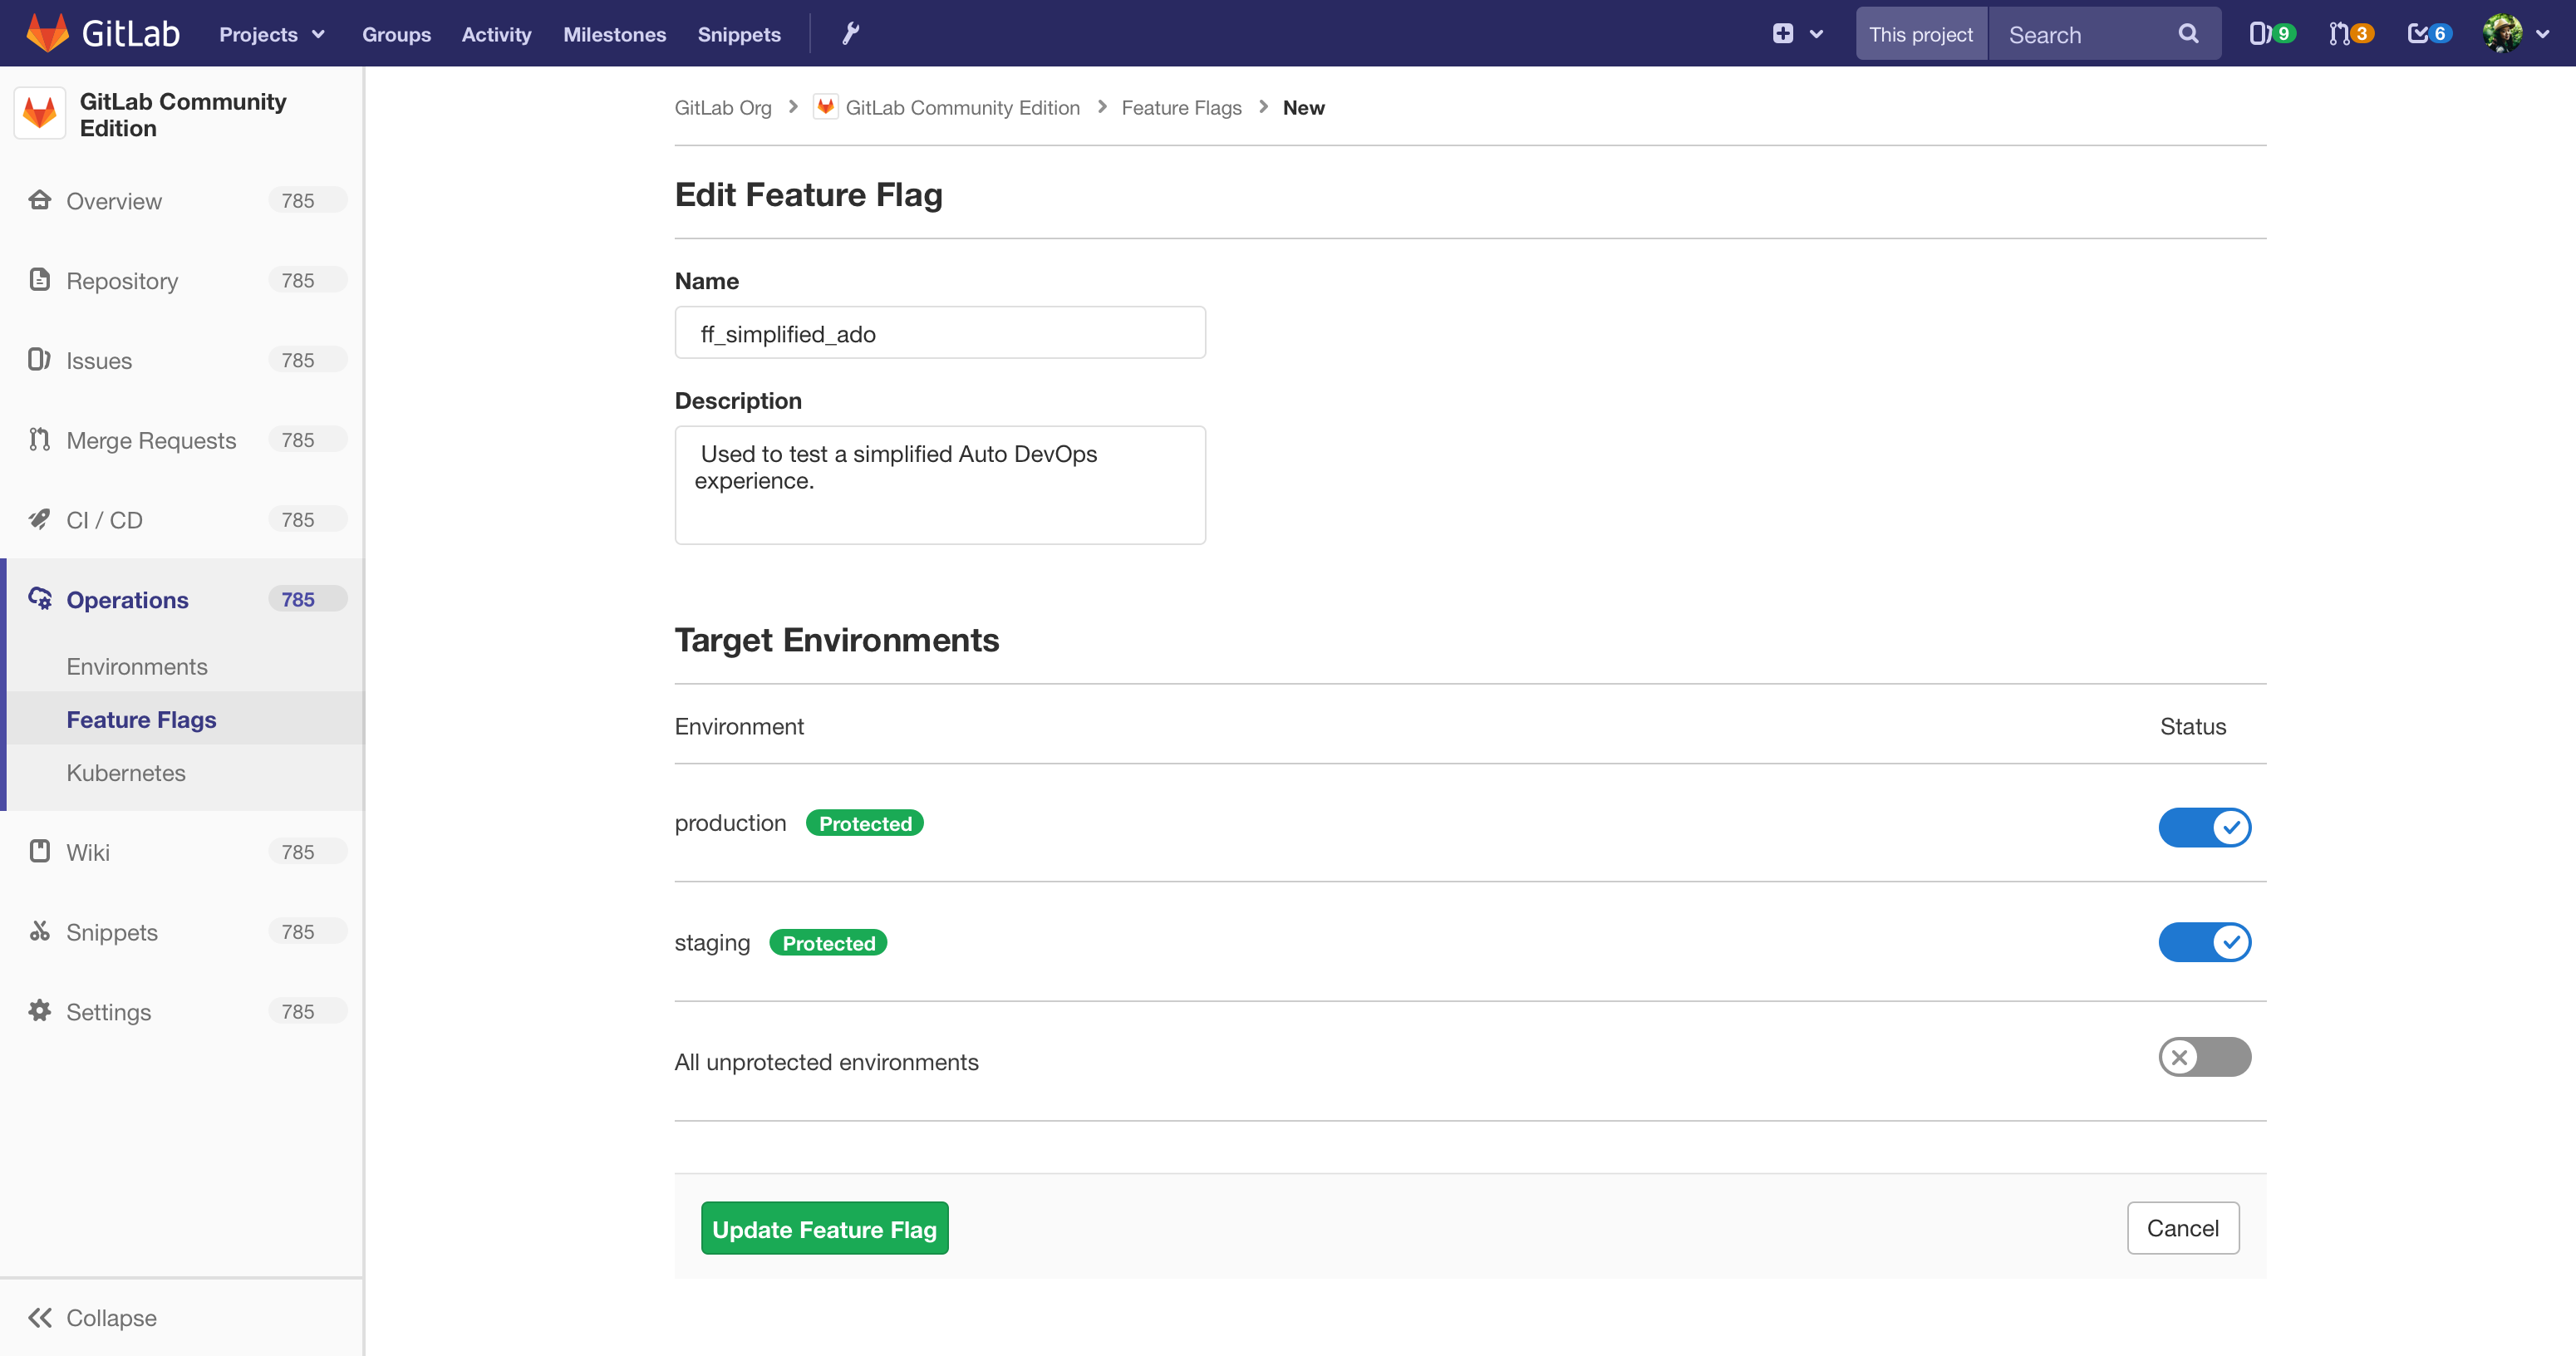 GitLab Projects Groups Activity Milestones Snippets This project Search 9 3 6
GitLab Community
Edition
Overview 785
Repository 785
Issues 785
Merge Requests 785
CI / CD 785
Operations 785
Environments
Feature Flags
Kubernetes
Wiki 785
Snippets 785
Settings 785
Collapse
GitLab Org > GitLab Community Edition > Feature Flags > New
Edit Feature Flag
Name
ff_simplified_ado
Description
Used to test a simplified Auto DevOps
experience.
Target Environments
Environment Status
production Protected
staging Protected
All unprotected environments
Update Feature Flag Cancel